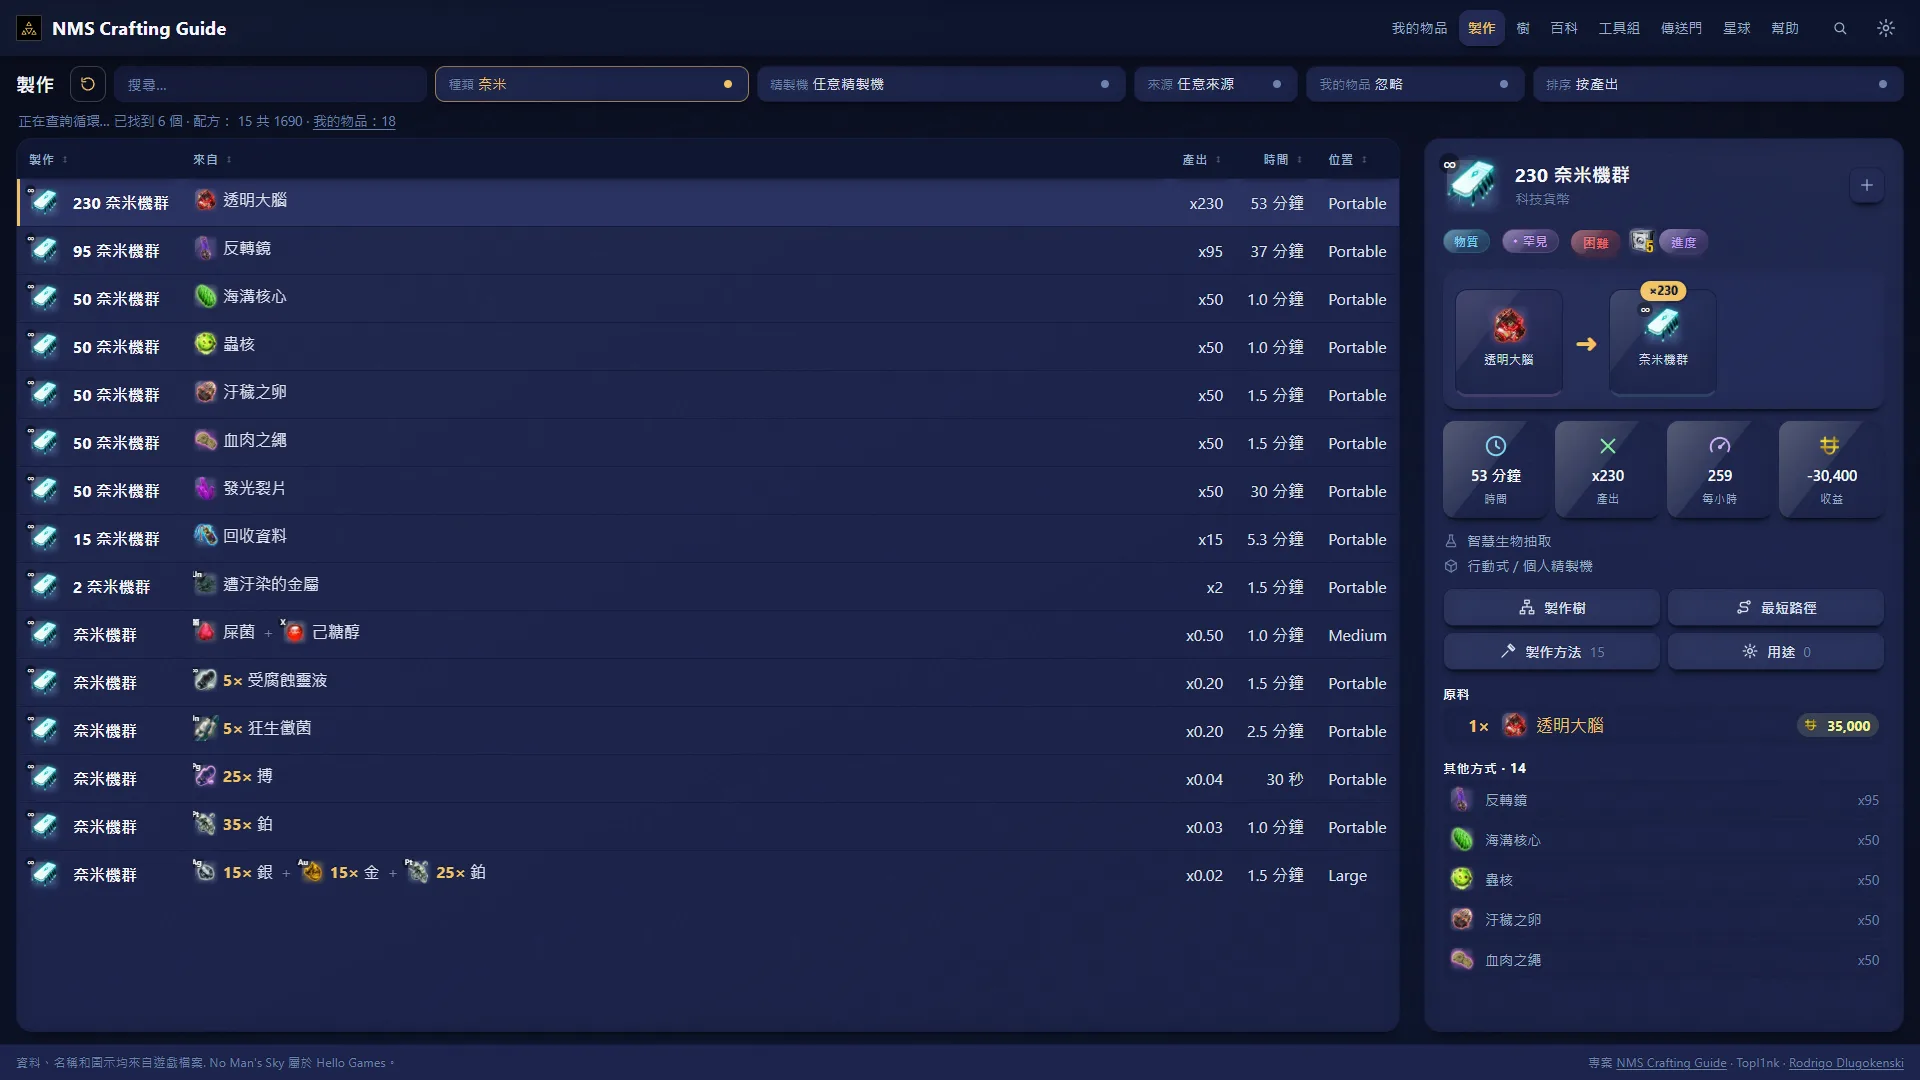 NMS Crafting Guide
我的物品 製作 樹 百科 工具組 傳送門 星球 幫助
製作 搜尋... 種類 奈米 精製機 任意精製機 來源 任意來源 我的物品 忽略 排序 按產出
正在查詢循環... 已找到 6 個 · 配方： 15 共 1690 · 我的物品：18
製作 來自 產出 時間 位置
230 奈米機群 透明大腦 x230 53 分鐘 Portable
95 奈米機群 反轉鏡 x95 37 分鐘 Portable
50 奈米機群 海溝核心 x50 1.0 分鐘 Portable
50 奈米機群 蟲核 x50 1.0 分鐘 Portable
50 奈米機群 汙穢之卵 x50 1.5 分鐘 Portable
50 奈米機群 血肉之繩 x50 1.5 分鐘 Portable
50 奈米機群 發光裂片 x50 30 分鐘 Portable
15 奈米機群 回收資料 x15 5.3 分鐘 Portable
2 奈米機群 遭汙染的金屬 x2 1.5 分鐘 Portable
奈米機群 屎菌 + 己糖醇 x0.50 1.0 分鐘 Medium
奈米機群 5× 受腐蝕靈液 x0.20 1.5 分鐘 Portable
奈米機群 5× 狂生黴菌 x0.20 2.5 分鐘 Portable
奈米機群 25× 搏 x0.04 30 秒 Portable
奈米機群 35× 鉑 x0.03 1.0 分鐘 Portable
奈米機群 15× 銀 + 15× 金 + 25× 鉑 x0.02 1.5 分鐘 Large
230 奈米機群
科技貨幣
物質 • 罕見 困難 5 進度
×230
透明大腦 奈米機群
53 分鐘 x230 259 -30,400
時間 產出 每小時 收益
智慧生物抽取
行動式 / 個人精製機
製作樹 最短路徑
製作方法 15 用途 0
原料
1× 透明大腦 35,000
其他方式 · 14
反轉鏡 x95
海溝核心 x50
蟲核 x50
汙穢之卵 x50
血肉之繩 x50
資料、名稱和圖示均來自遊戲檔案. No Man's Sky 屬於 Hello Games。
專案 NMS Crafting Guide · Topl1nk · Rodrigo Dlugokenski